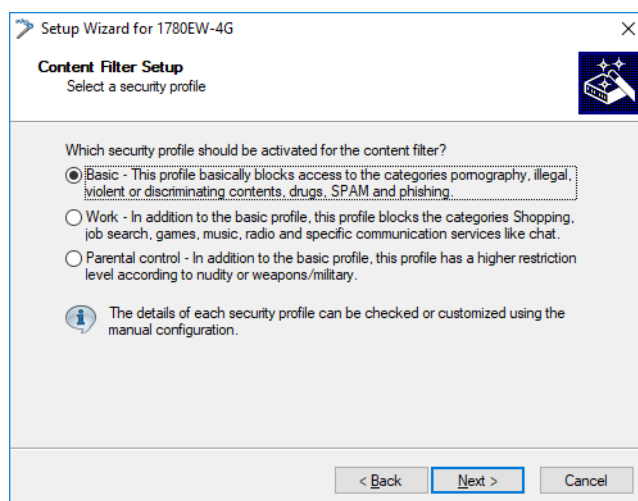 Setup Wizard for 1780EW-4G
Content Filter Setup
Select a security profile
Which security profile should be activated for the content filter?
Basic - This profile basically blocks access to the categories pornography, illegal,
violent or discriminating contents, drugs, SPAM and phishing.
Work - In addition to the basic profile, this profile blocks the categories Shopping,
job search, games, music, radio and specific communication services like chat.
Parental control - In addition to the basic profile, this profile has a higher restriction
level according to nudity or weapons/military.
The details of each security profile can be checked or customized using the
manual configuration.
< Back
Next >
Cancel